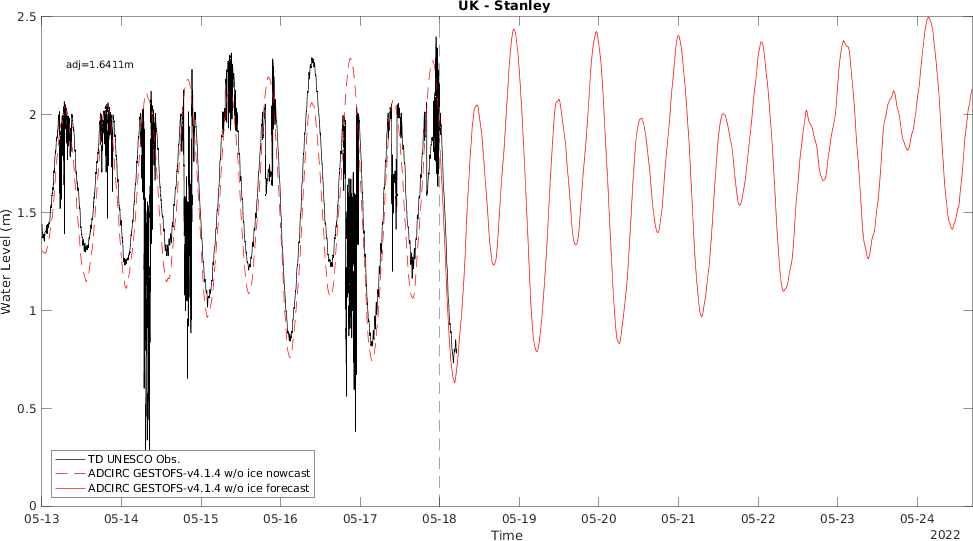 UK - Stanley
2.5
adj=1.6411m
2
1.5
Water Level (m)
1
0.5
TD UNESCO Obs.
ADCIRC GESTOFS-v4.1.4 w/o ice nowcast
ADCIRC GESTOFS-v4.1.4 w/o ice forecast
0
05-13 05-14 05-15 05-16 05-17 05-18 05-19 05-20 05-21 05-22 05-23 05-24
Time
2022